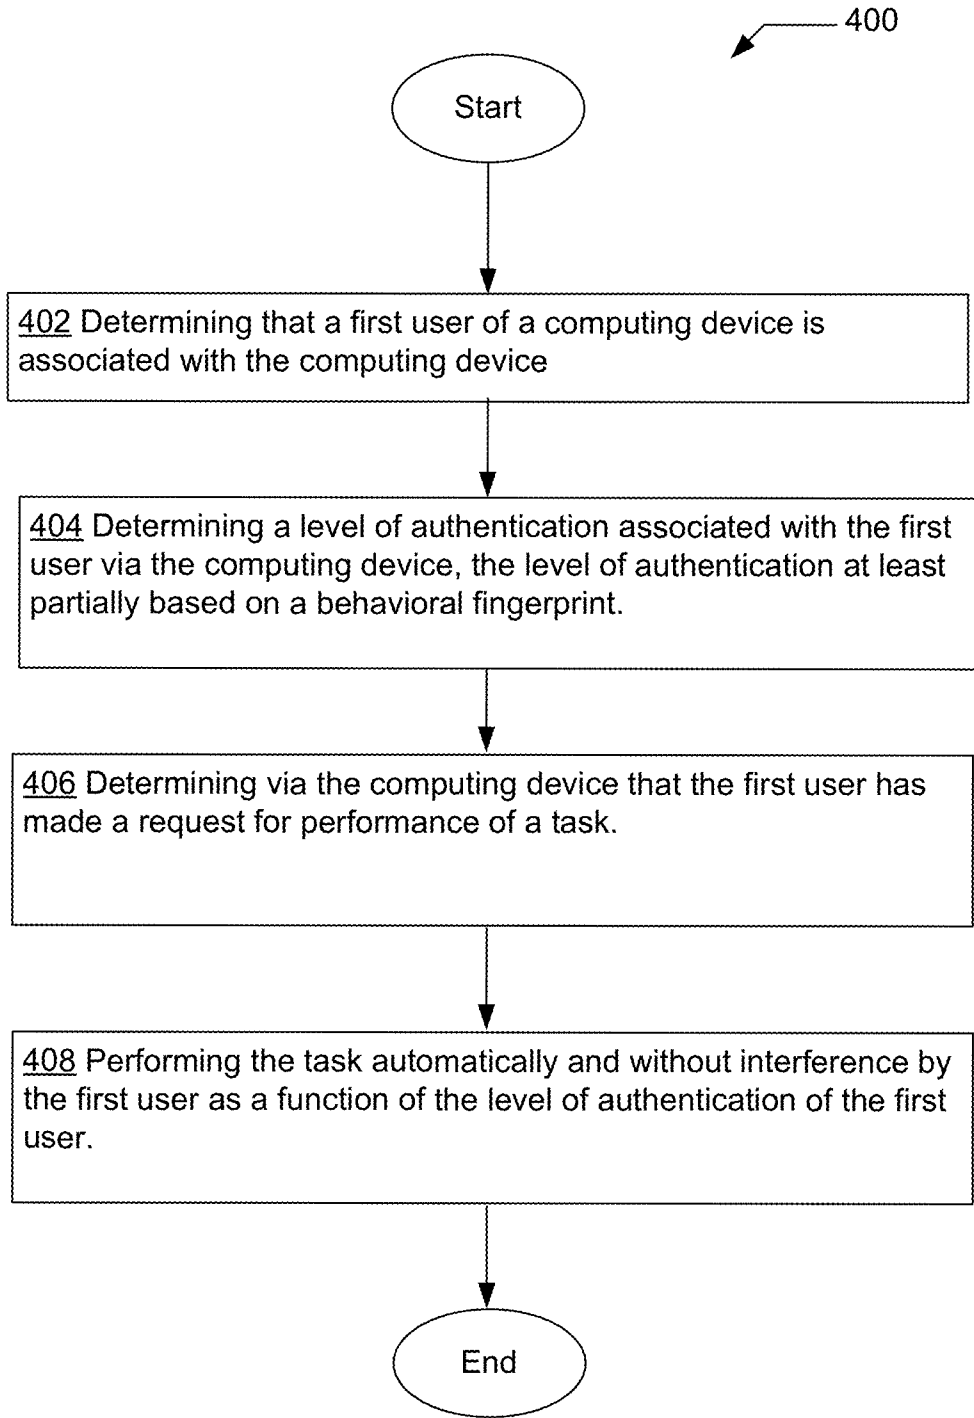 400
Start
402 Determining that a first user of a computing device is
associated with the computing device
404 Determining a level of authentication associated with the first
user via the computing device, the level of authentication at least
partially based on a behavioral fingerprint.
406 Determining via the computing device that the first user has
made a request for performance of a task.
408 Performing the task automatically and without interference by
the first user as a function of the level of authentication of the first
user.
End